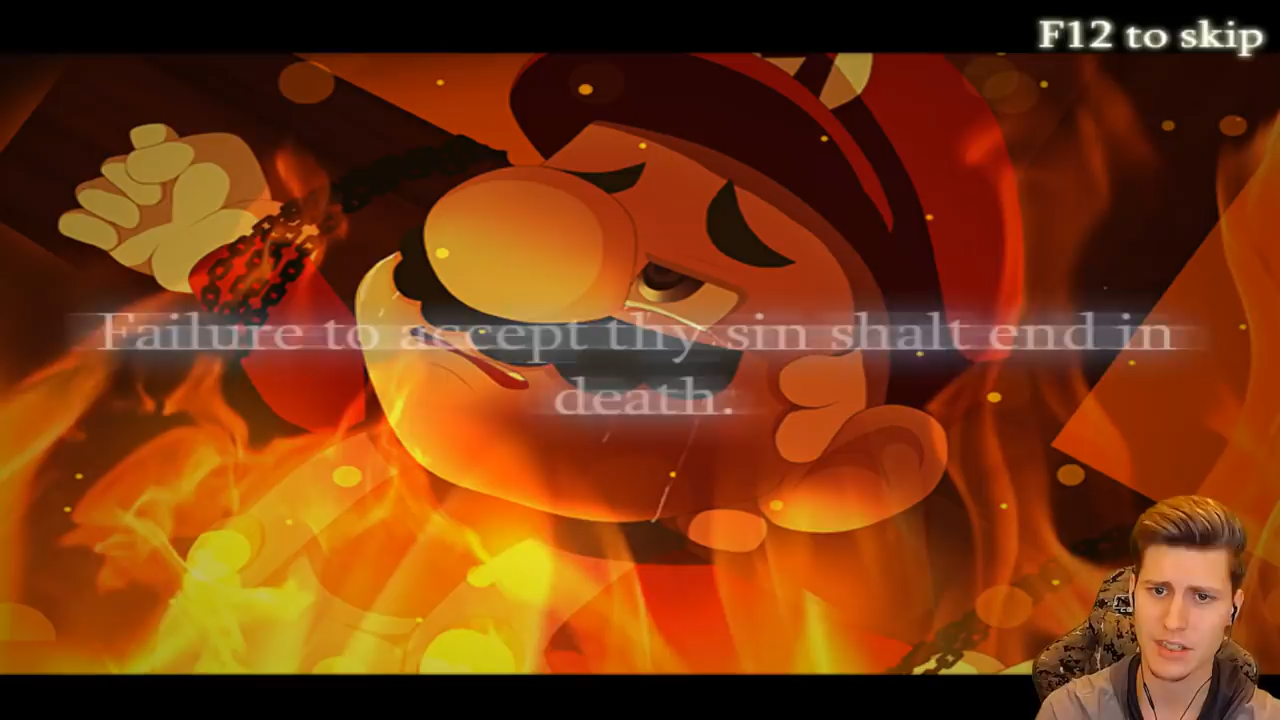 F12 to skip
Failure to accept thy sin shalt end in
death.